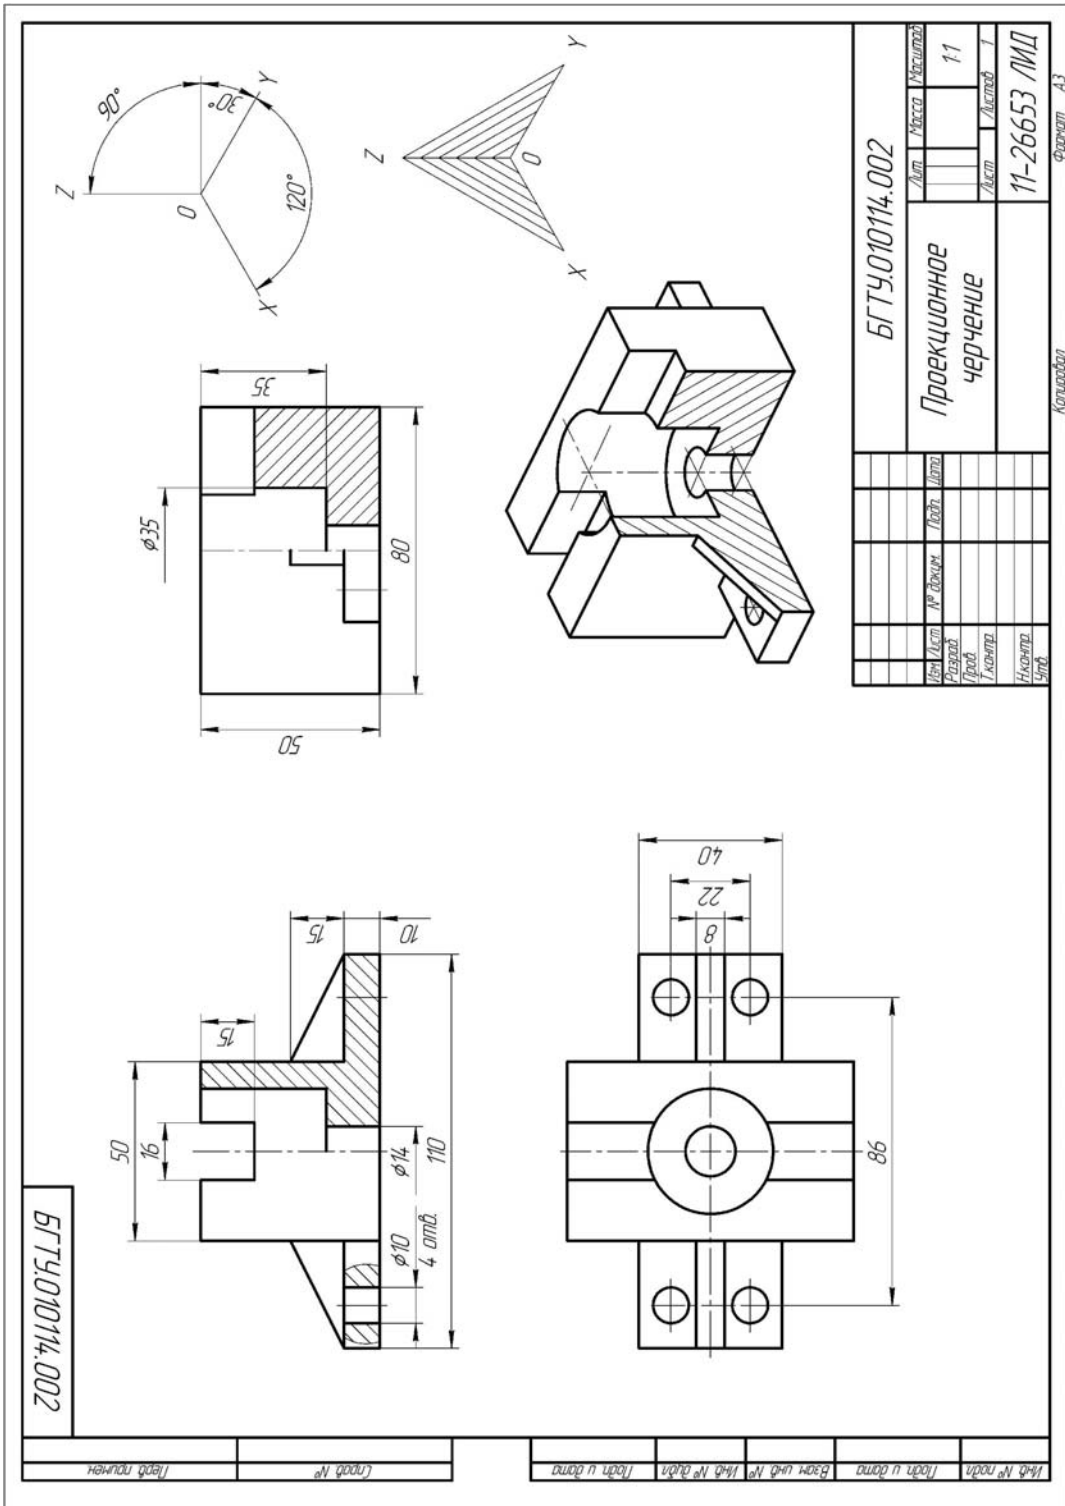 БГТУ.010114.002
Перв. примен.
Справ. №
Подп. и дата
Инв. № дубл.
Взам. инв. №
Подп. и дата
Инв. № подл.
50
16
15
15
10
⌀10
4 отв.
⌀14
110
⌀35
35
50
80
Z
90°
30°
Y
O
120°
X
40
22
8
86
Z
Y
O
X
БГТУ.010114.002
Изм. Лист № докум. Подп. Дата
Разраб.
Пров.
Т.контр.
Н.контр.
Утв.
Проекционное
черчение
Лит. Масса Масштаб
1:1
Лист Листов 1
11-26653 ЛИД
Копировал Формат А3